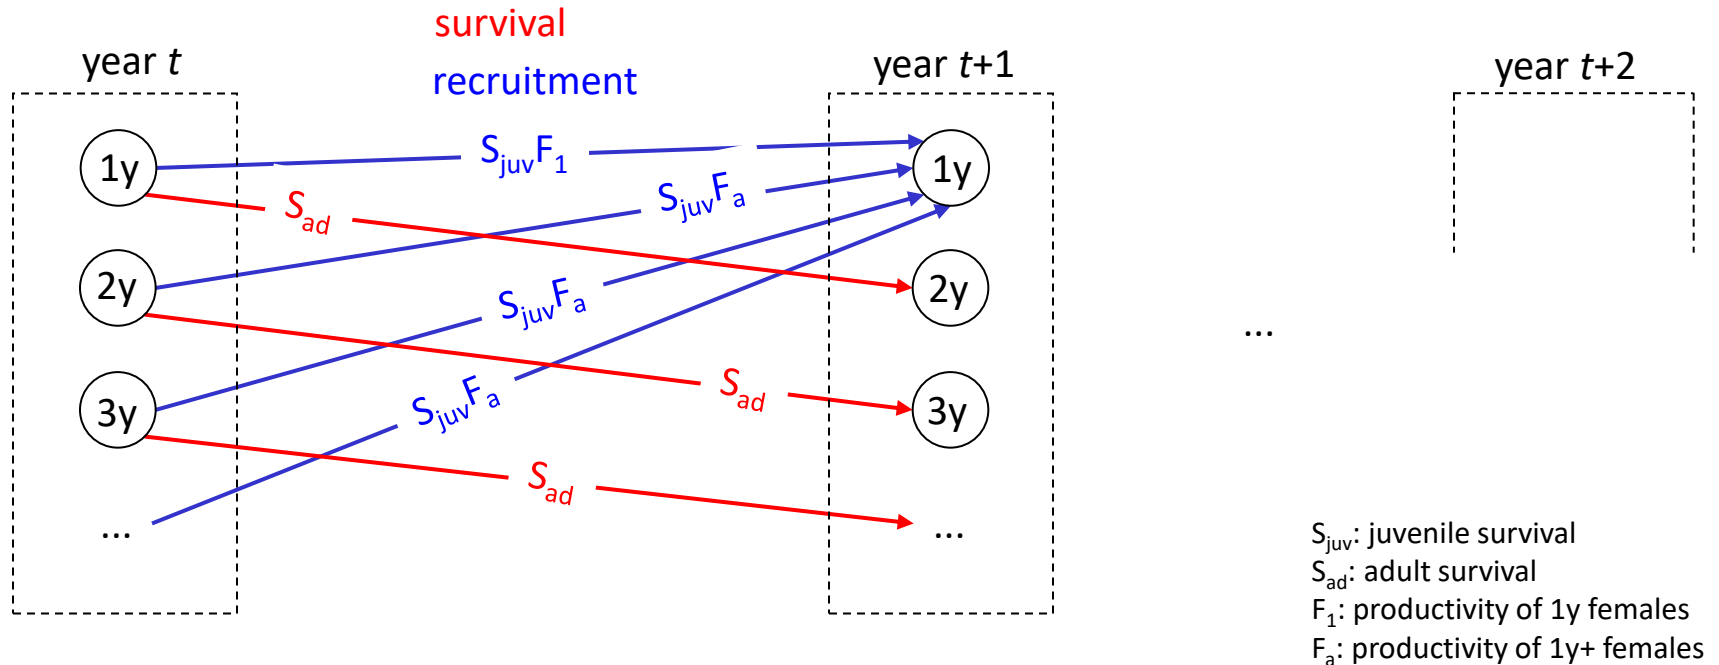 survival
recruitment
year t
year t+1
year t+2
1y
SjuvF1
1y
Sad
SjuvFa
2y
2y
SjuvFa
...
3y
SjuvFa
Sad
3y
Sad
...
...
Sjuv: juvenile survival
Sad: adult survival
F1: productivity of 1y females
Fa: productivity of 1y+ females